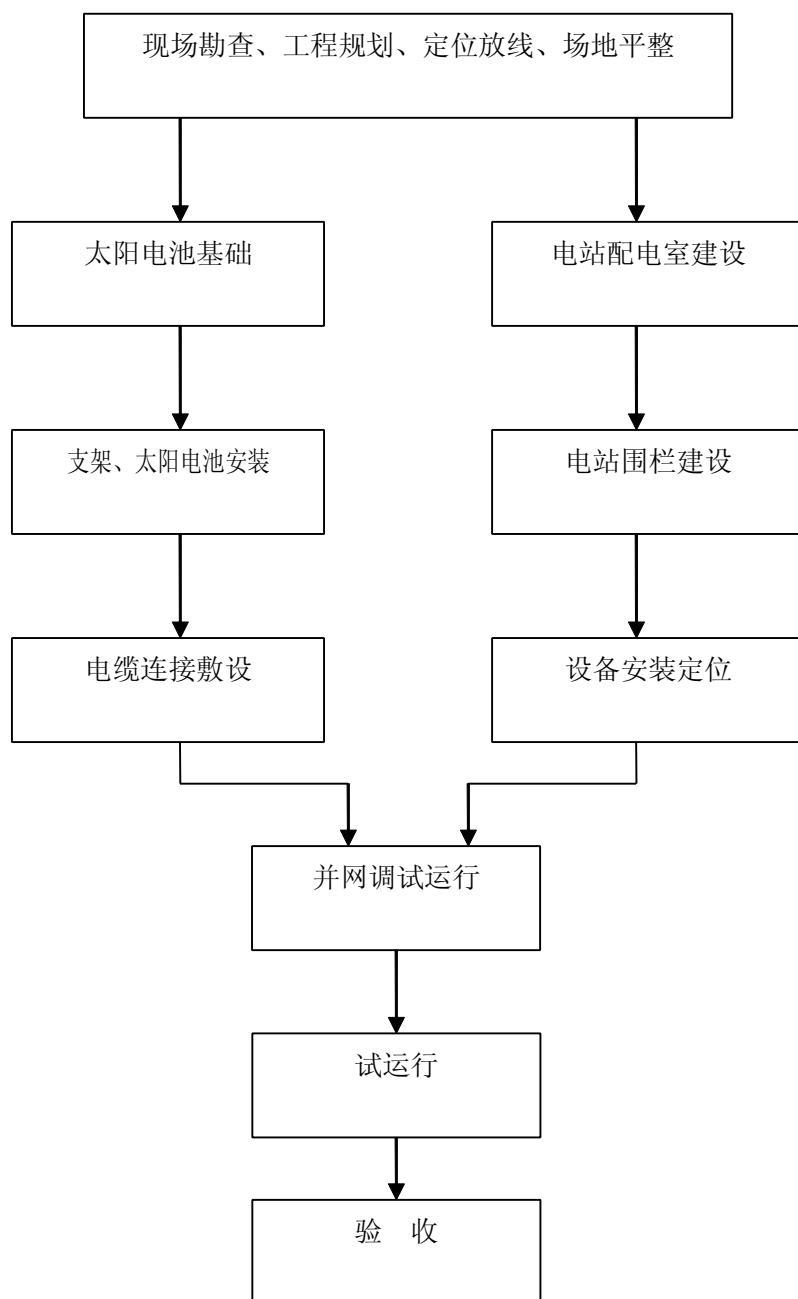 现场勘查、工程规划、定位放线、场地平整
太阳电池基础
电站配电室建设
支架、太阳电池安装
电站围栏建设
电缆连接敷设
设备安装定位
并网调试运行
试运行
验 收